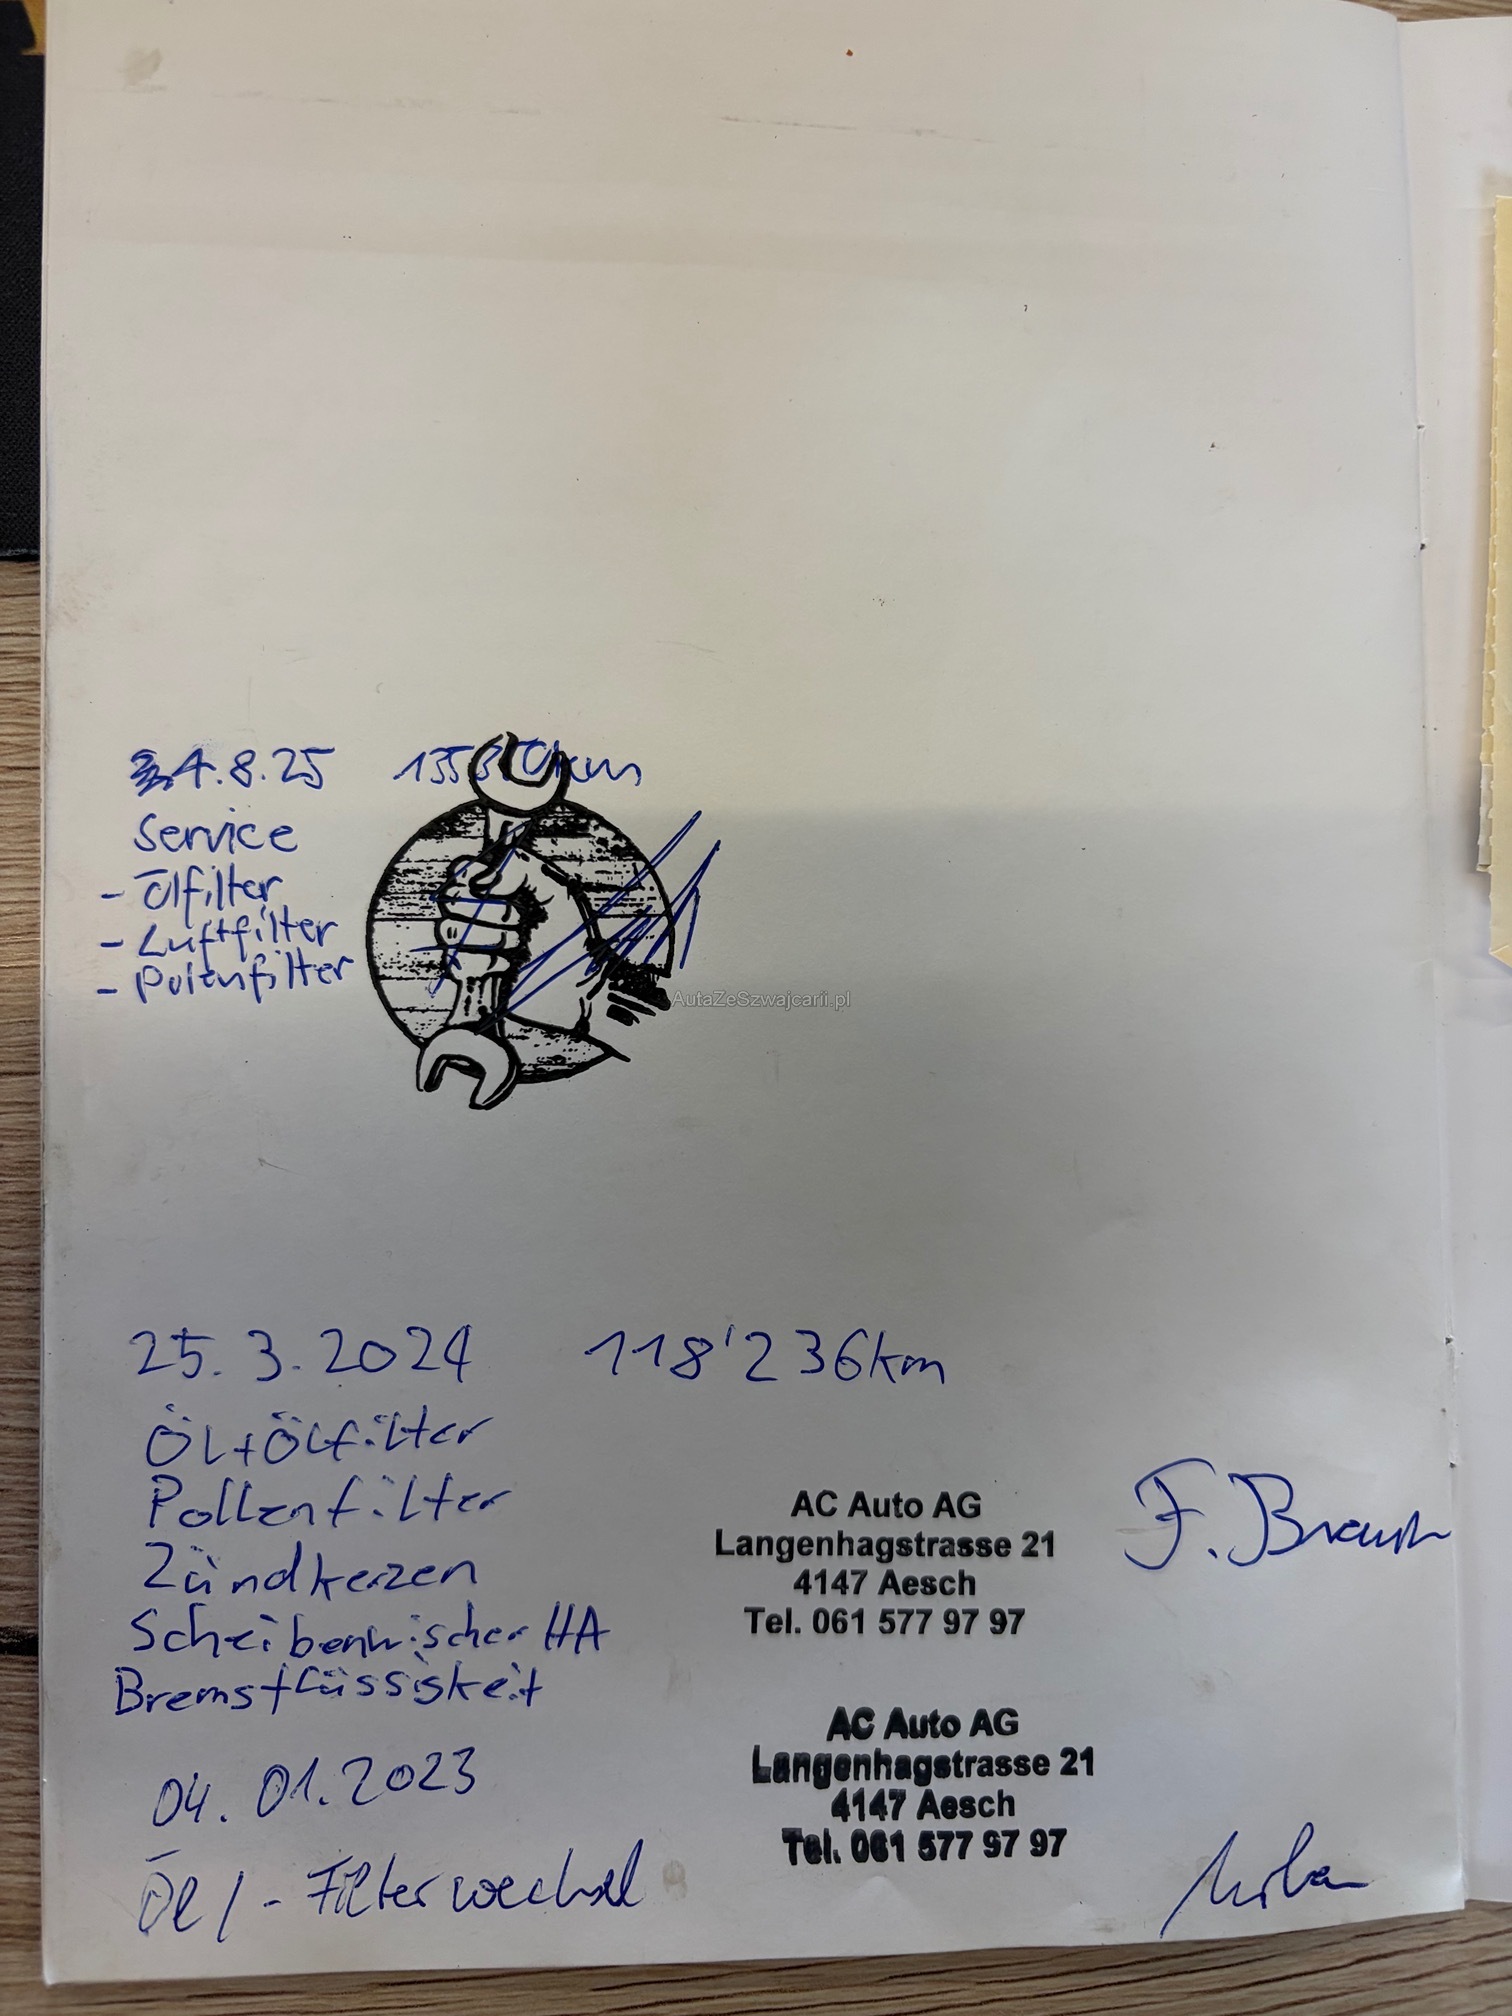 4.8.25
Service
- Ölfilter
- Luftfilter
- Polenfilter
AutaZeSzwajcarii.pl
25.3.2024 118'236km
Öl+Ölfilter
Pollenfilter
Zündkerzen
Scheibenwischer HA
Bremsflüssigkeit
AC Auto AG
Langenhagstrasse 21
4147 Aesch
Tel. 061 577 97 97
F. Braun
04.01.2023
Öl/-Filterwechsel
AC Auto AG
Langenhagstrasse 21
4147 Aesch
Tel. 061 577 97 97